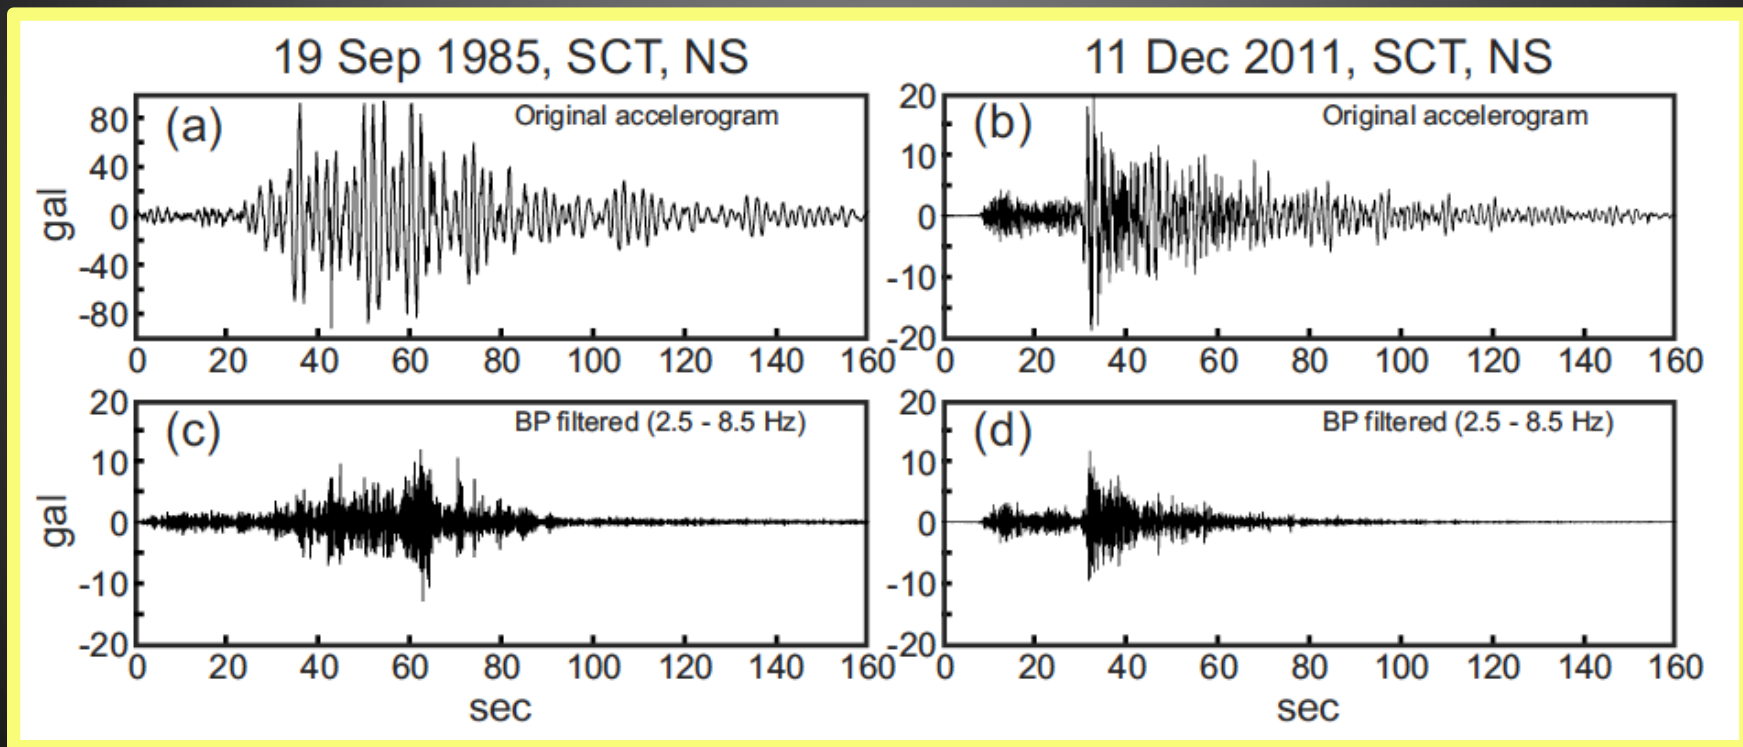 19 Sep 1985, SCT, NS
11 Dec 2011, SCT, NS
(a)
Original accelerogram
gal
80
40
0
-40
-80
0 20 40 60 80 100 120 140 160
(b)
Original accelerogram
20
10
0
-10
-20
0 20 40 60 80 100 120 140 160
(c)
BP filtered (2.5 - 8.5 Hz)
gal
20
10
0
-10
-20
0 20 40 60 80 100 120 140 160
sec
(d)
BP filtered (2.5 - 8.5 Hz)
20
10
0
-10
-20
0 20 40 60 80 100 120 140 160
sec